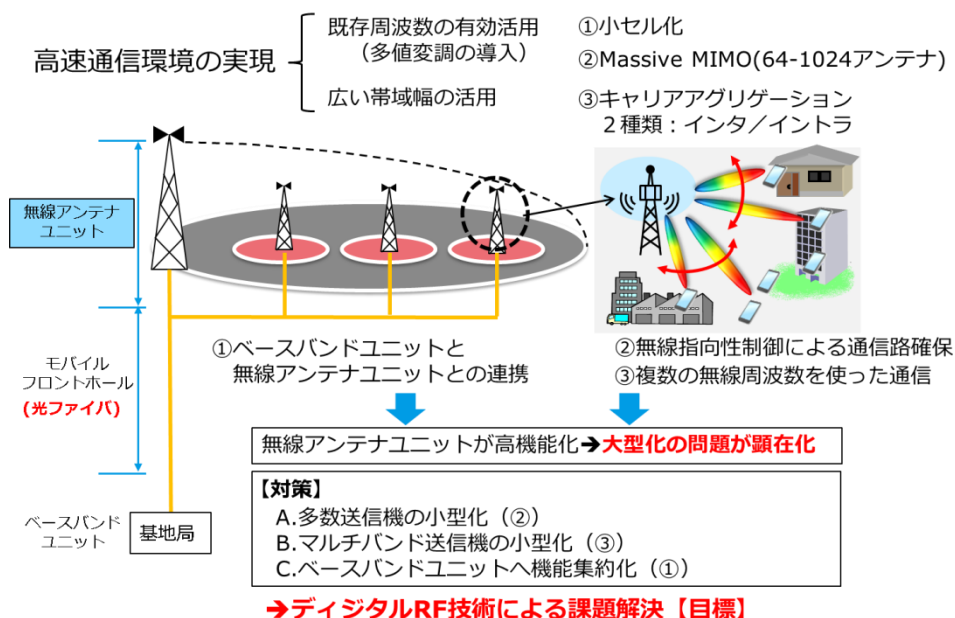 高速通信環境の実現
既存周波数の有効活用
（多値変調の導入）
広い帯域幅の活用
①小セル化
②Massive MIMO(64-1024アンテナ)
③キャリアアグリゲーション
２種類：インタ／イントラ
無線アンテナ
ユニット
モバイル
フロントホール
(光ファイバ)
ベースバンド
ユニット
基地局
①ベースバンドユニットと
無線アンテナユニットとの連携
②無線指向性制御による通信路確保
③複数の無線周波数を使った通信
無線アンテナユニットが高機能化➔大型化の問題が顕在化
【対策】
A.多数送信機の小型化（②）
B.マルチバンド送信機の小型化（③）
C.ベースバンドユニットへ機能集約化（①）
➔ディジタルRF技術による課題解決【目標】